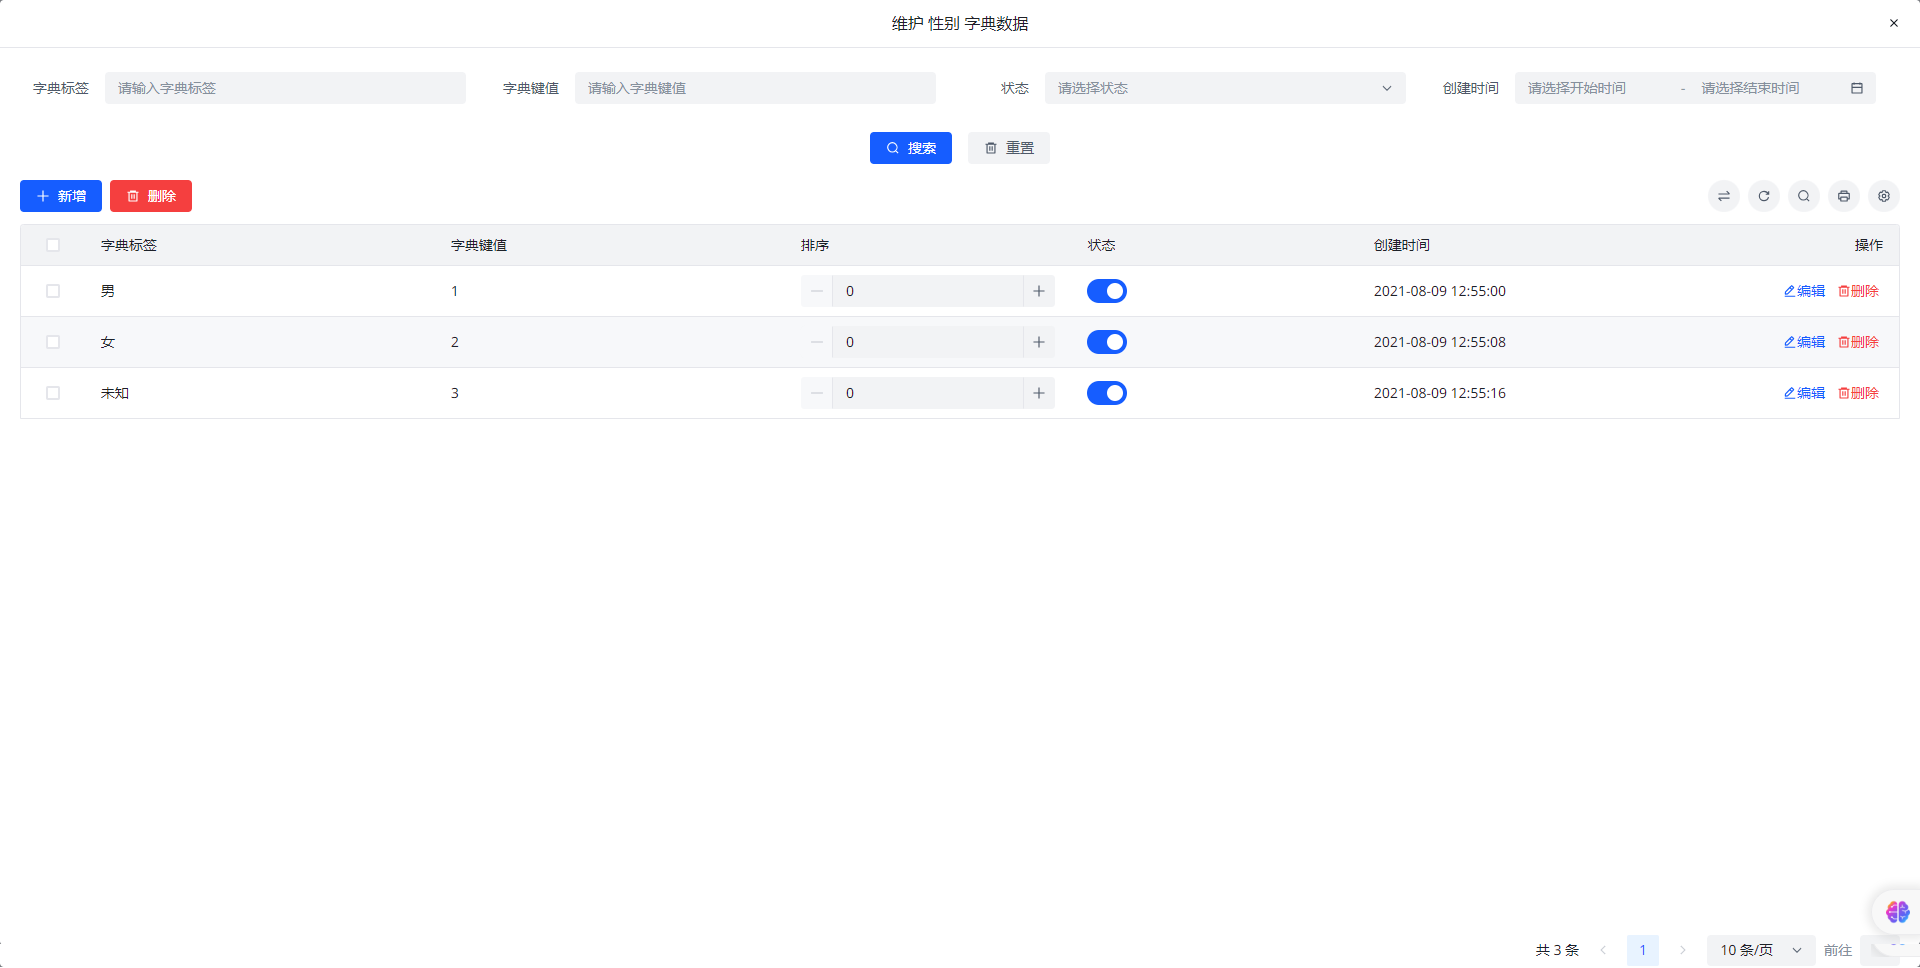 维护 性别 字典数据
字典标签 请输入字典标签 字典键值 请输入字典键值 状态 请选择状态 创建时间 请选择开始时间 - 请选择结束时间
搜索 重置
新增 删除
字典标签 字典键值 排序 状态 创建时间 操作
男 1 0 2021-08-09 12:55:00 编辑 删除
女 2 0 2021-08-09 12:55:08 编辑 删除
未知 3 0 2021-08-09 12:55:16 编辑 删除
共 3 条 1 10 条/页 前往